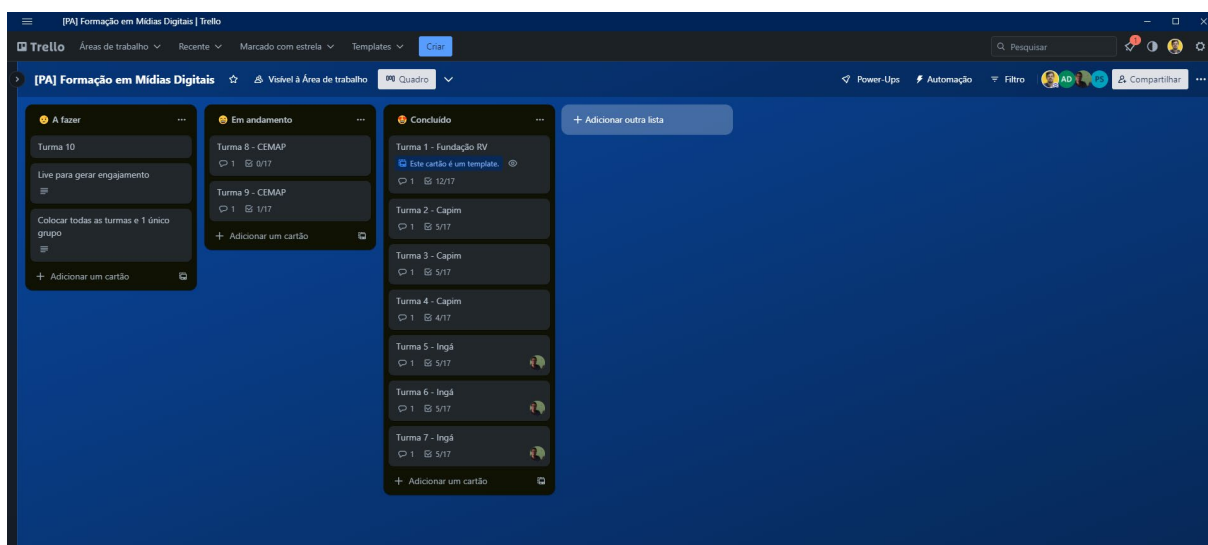 [PA] Formação em Mídias Digitais | Trello
Trello Áreas de trabalho Recente Marcado com estrela Templates Criar Pesquisar 1
[PA] Formação em Mídias Digitais Visível à Área de trabalho Quadro Power-Ups Automação Filtro AD PS Compartilhar
A fazer
Turma 10
Live para gerar engajamento
Colocar todas as turmas e 1 único
grupo
+ Adicionar um cartão
Em andamento
Turma 8 - CEMAP
1 0/17
Turma 9 - CEMAP
1 1/17
+ Adicionar um cartão
Concluído
Turma 1 - Fundação RV
Este cartão é um template.
1 12/17
Turma 2 - Capim
1 5/17
Turma 3 - Capim
1 5/17
Turma 4 - Capim
1 4/17
Turma 5 - Ingá
1 5/17
Turma 6 - Ingá
1 5/17
Turma 7 - Ingá
1 5/17
+ Adicionar um cartão
+ Adicionar outra lista